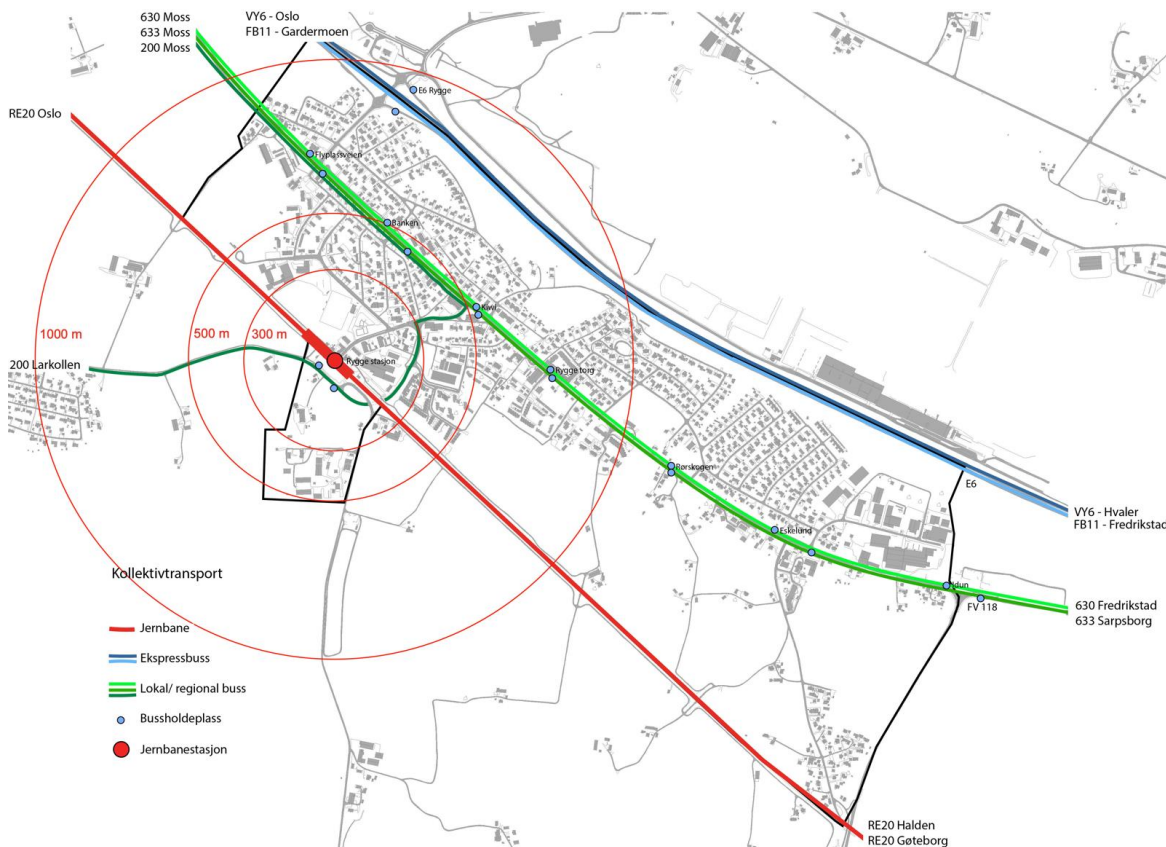 630 Moss
633 Moss
200 Moss
VY6 - Oslo
FB11 - Gardermoen
E6 Rygge
RE20 Oslo
Flyplassveien
Banken
Kiwi
1000 m
500 m
300 m
Rygge stasjon
200 Larkollen
Rygge torg
Rørskogen
E6
VY6 - Hvaler
FB11 - Fredrikstad
Eskelund
Idun
FV 118
630 Fredrikstad
633 Sarpsborg
Kollektivtransport
Jernbane
Ekspressbuss
Lokal/ regional buss
Bussholdeplass
Jernbanestasjon
RE20 Halden
RE20 Gøteborg